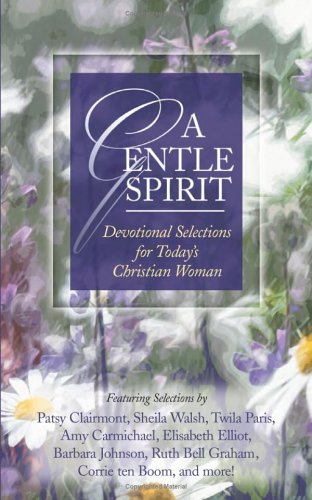 A
GENTLE
SPIRIT
Devotional Selections
for Today's
Christian Woman
Featuring Selections by
Patsy Clairmont, Sheila Walsh, Twila Paris,
Amy Carmichael, Elisabeth Elliot,
Barbara Johnson, Ruth Bell Graham,
Corrie ten Boom, and more!